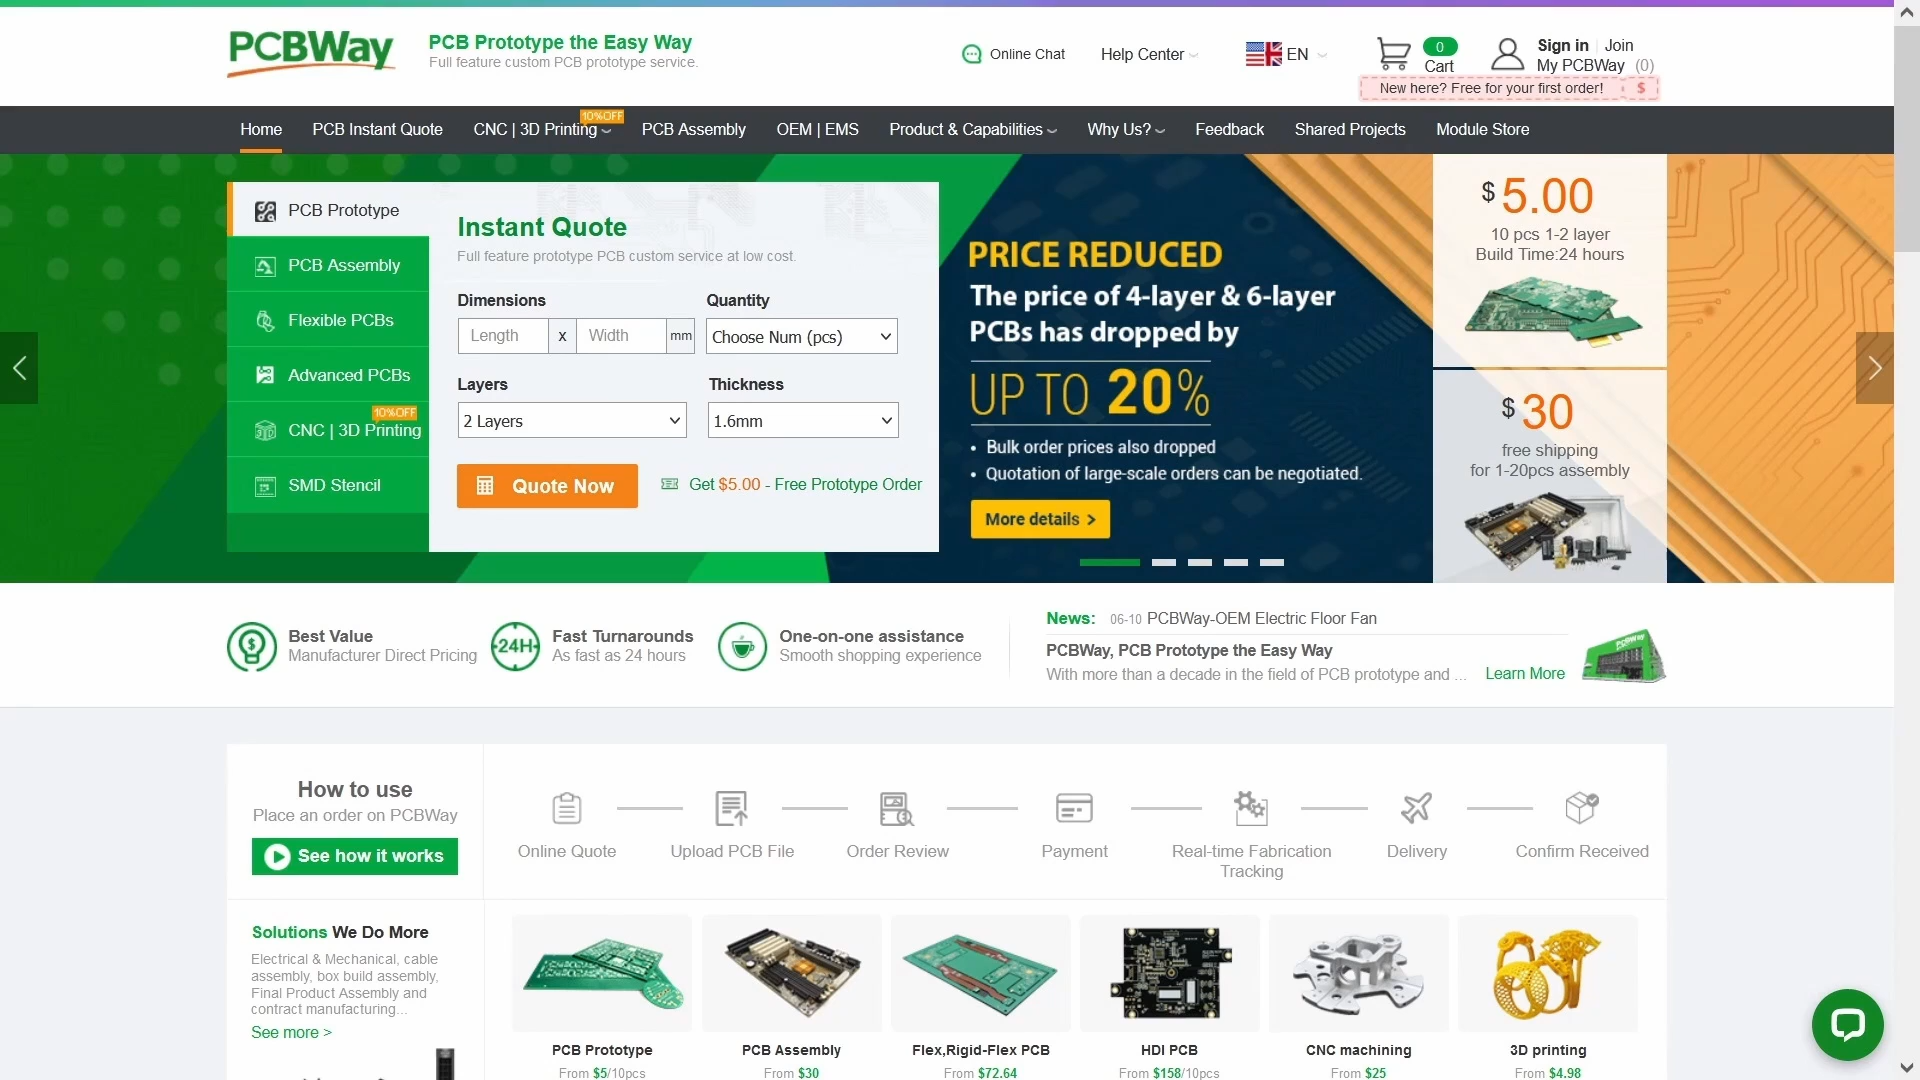 PCBWay
PCB Prototype the Easy Way
Full feature custom PCB prototype service.
Online Chat
Help Center
EN
0
Cart
Sign in | Join
My PCBWay (0)
New here? Free for your first order! $
Home
PCB Instant Quote
CNC | 3D Printing
10%OFF
PCB Assembly
OEM | EMS
Product & Capabilities
Why Us?
Feedback
Shared Projects
Module Store
PCB Prototype
PCB Assembly
Flexible PCBs
Advanced PCBs
10%OFF
CNC | 3D Printing
SMD Stencil
Instant Quote
Full feature prototype PCB custom service at low cost.
Dimensions
Quantity
Length x Width mm
Choose Num (pcs)
Layers
Thickness
2 Layers
1.6mm
Quote Now
Get $5.00 - Free Prototype Order
PRICE REDUCED
The price of 4-layer & 6-layer
PCBs has dropped by
UP TO 20%
• Bulk order prices also dropped
• Quotation of large-scale orders can be negotiated.
More details >
$ 5.00
10 pcs 1-2 layer
Build Time:24 hours
$ 30
free shipping
for 1-20pcs assembly
Best Value
Manufacturer Direct Pricing
24H
Fast Turnarounds
As fast as 24 hours
One-on-one assistance
Smooth shopping experience
News: 06-10 PCBWay-OEM Electric Floor Fan
PCBWay, PCB Prototype the Easy Way
With more than a decade in the field of PCB prototype and ... Learn More
PCBWay
How to use
Place an order on PCBWay
See how it works
Online Quote
Upload PCB File
Order Review
Payment
Real-time Fabrication
Tracking
Delivery
Confirm Received
Solutions We Do More
Electrical & Mechanical, cable
assembly, box build assembly,
Final Product Assembly and
contract manufacturing...
See more >
PCB Prototype
From $5/10pcs
PCB Assembly
From $30
Flex,Rigid-Flex PCB
From $72.64
HDI PCB
From $158/10pcs
CNC machining
From $25
3D printing
From $4.98